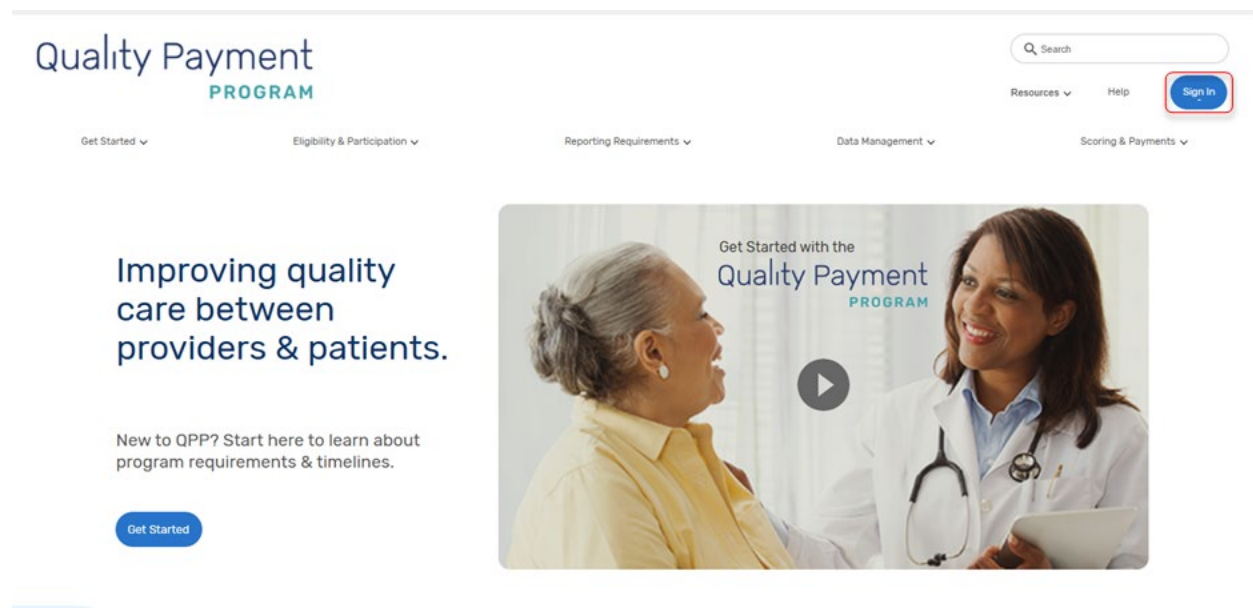 Quality Payment
PROGRAM
Search
Resources
Help
Sign In
Get Started
Eligibility & Participation
Reporting Requirements
Data Management
Scoring & Payments
Improving quality
care between
providers & patients.
New to QPP? Start here to learn about
program requirements & timelines.
Get Started
Get Started with the
Quality Payment
PROGRAM